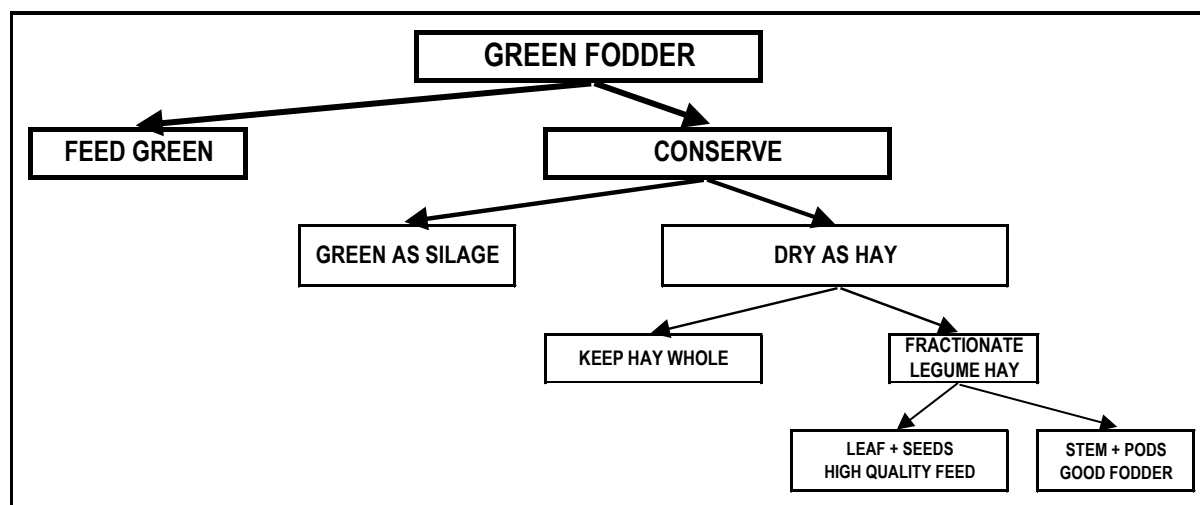 GREEN FODDER
FEED GREEN
CONSERVE
GREEN AS SILAGE
DRY AS HAY
KEEP HAY WHOLE
FRACTIONATE
LEGUME HAY
LEAF + SEEDS
HIGH QUALITY FEED
STEM + PODS
GOOD FODDER